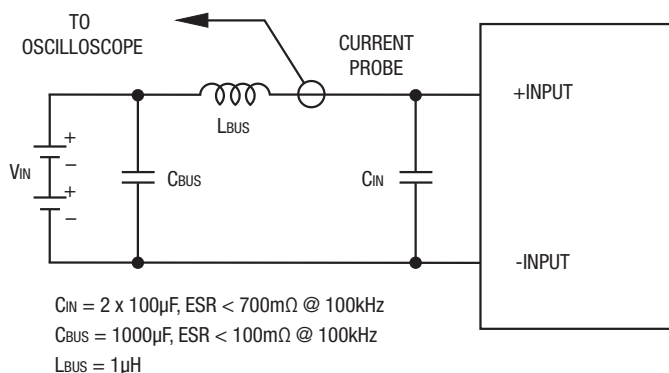 TO
OSCILLOSCOPE
CURRENT
PROBE
+INPUT
LBUS
VIN
+
−
+
−
CBUS
CIN
-INPUT
CIN = 2 x 100µF, ESR < 700mΩ @ 100kHz
CBUS = 1000µF, ESR < 100mΩ @ 100kHz
LBUS = 1µH